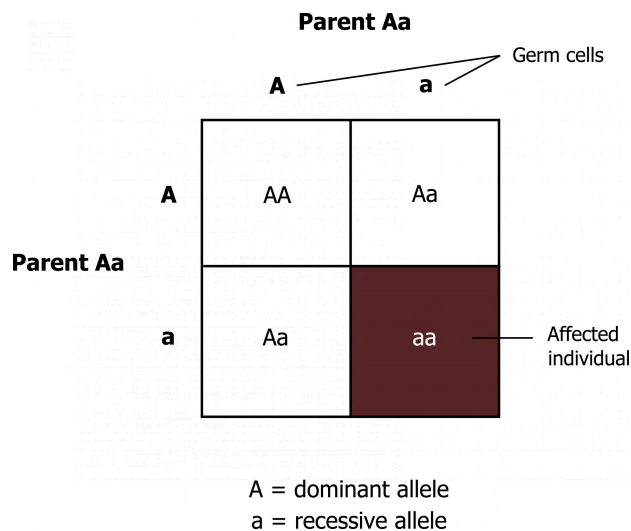 Parent Aa
Germ cells
A a
A AA Aa
Parent Aa
a Aa aa
Affected
individual
A = dominant allele
a = recessive allele